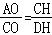 AO/CO = CH/DH